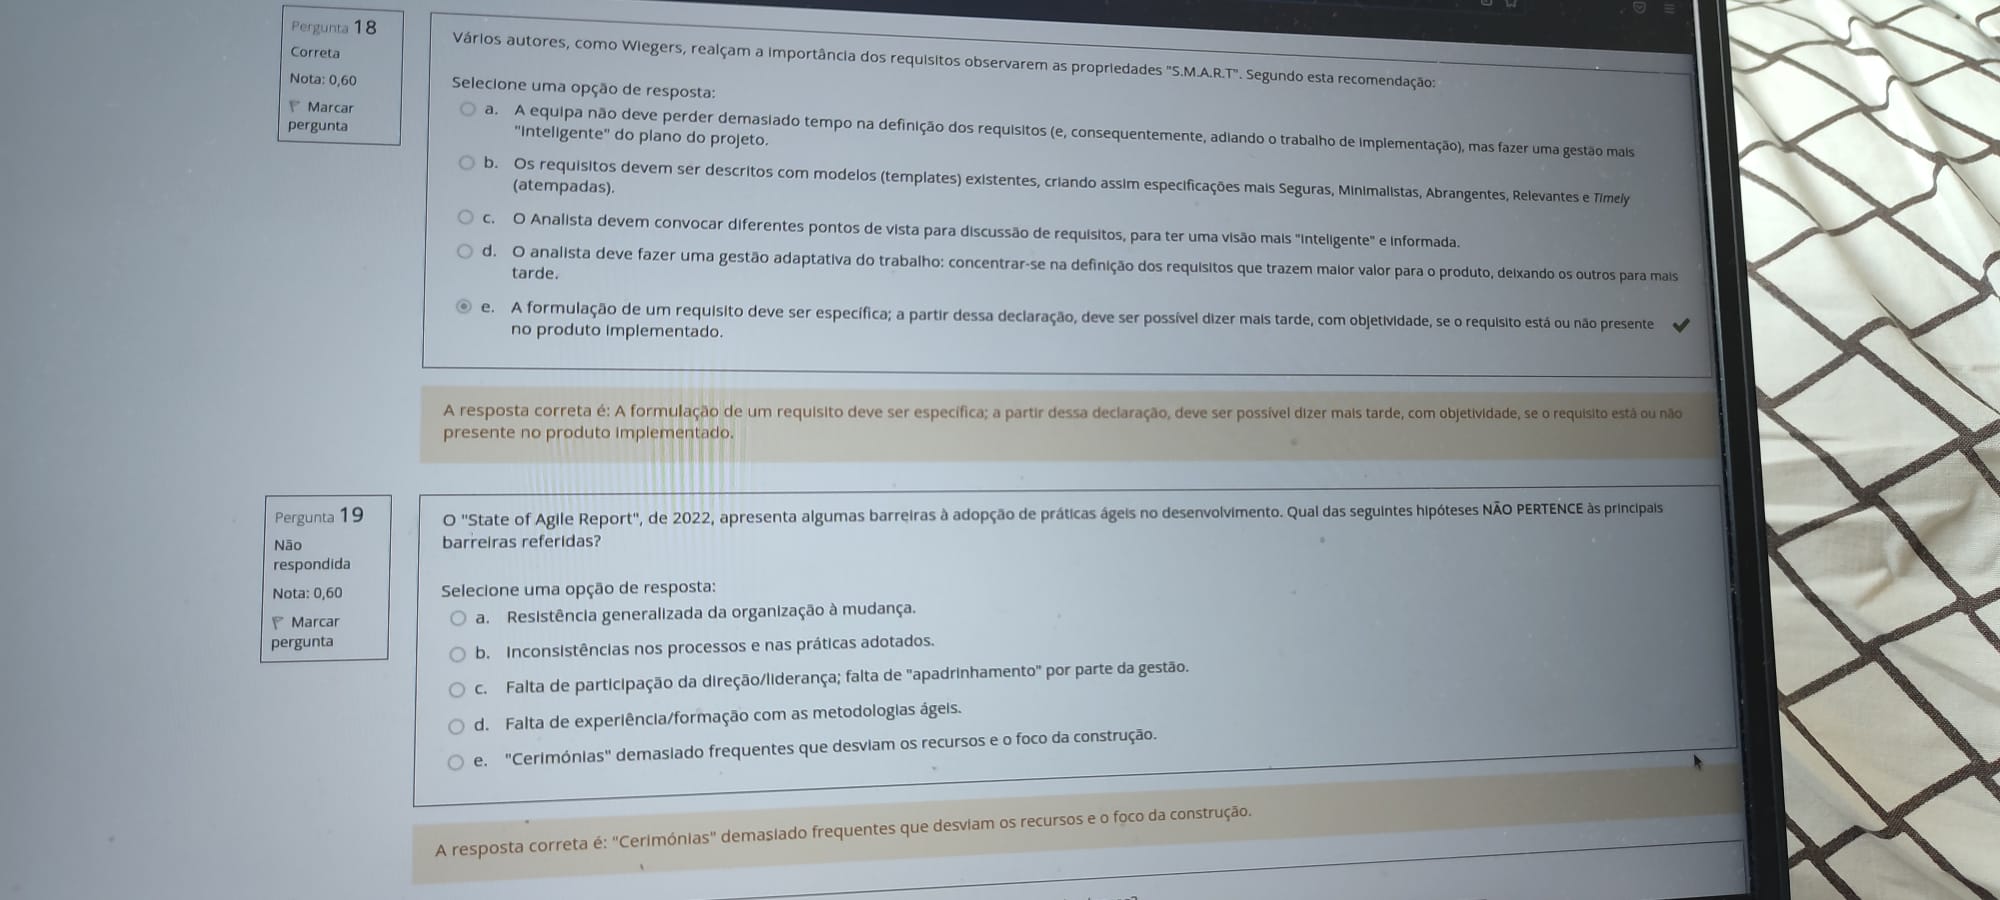 Pergunta 18
Correta
Nota: 0,60
Marcar
pergunta
Vários autores, como Wiegers, realçam a importância dos requisitos observarem as propriedades "S.M.A.R.T". Segundo esta recomendação:
Selecione uma opção de resposta:
a. A equipa não deve perder demasiado tempo na definição dos requisitos (e, consequentemente, adiando o trabalho de implementação), mas fazer uma gestão mais
"inteligente" do plano do projeto.
b. Os requisitos devem ser descritos com modelos (templates) existentes, criando assim especificações mais Seguras, Minimalistas, Abrangentes, Relevantes e Timely
(atempadas).
c. O Analista devem convocar diferentes pontos de vista para discussão de requisitos, para ter uma visão mais "inteligente" e informada.
d. O analista deve fazer uma gestão adaptativa do trabalho: concentrar-se na definição dos requisitos que trazem maior valor para o produto, deixando os outros para mais
tarde.
e. A formulação de um requisito deve ser específica; a partir dessa declaração, deve ser possível dizer mais tarde, com objetividade, se o requisito está ou não presente
no produto implementado.
A resposta correta é: A formulação de um requisito deve ser específica; a partir dessa declaração, deve ser possível dizer mais tarde, com objetividade, se o requisito está ou não
presente no produto implementado.
Pergunta 19
Não
respondida
Nota: 0,60
Marcar
pergunta
O "State of Agile Report", de 2022, apresenta algumas barreiras à adopção de práticas ágeis no desenvolvimento. Qual das seguintes hipóteses NÃO PERTENCE às principais
barreiras referidas?
Selecione uma opção de resposta:
a. Resistência generalizada da organização à mudança.
b. Inconsistências nos processos e nas práticas adotados.
c. Falta de participação da direção/liderança; falta de "apadrinhamento" por parte da gestão.
d. Falta de experiência/formação com as metodologias ágeis.
e. "Cerimónias" demasiado frequentes que desviam os recursos e o foco da construção.
A resposta correta é: "Cerimónias" demasiado frequentes que desviam os recursos e o foco da construção.